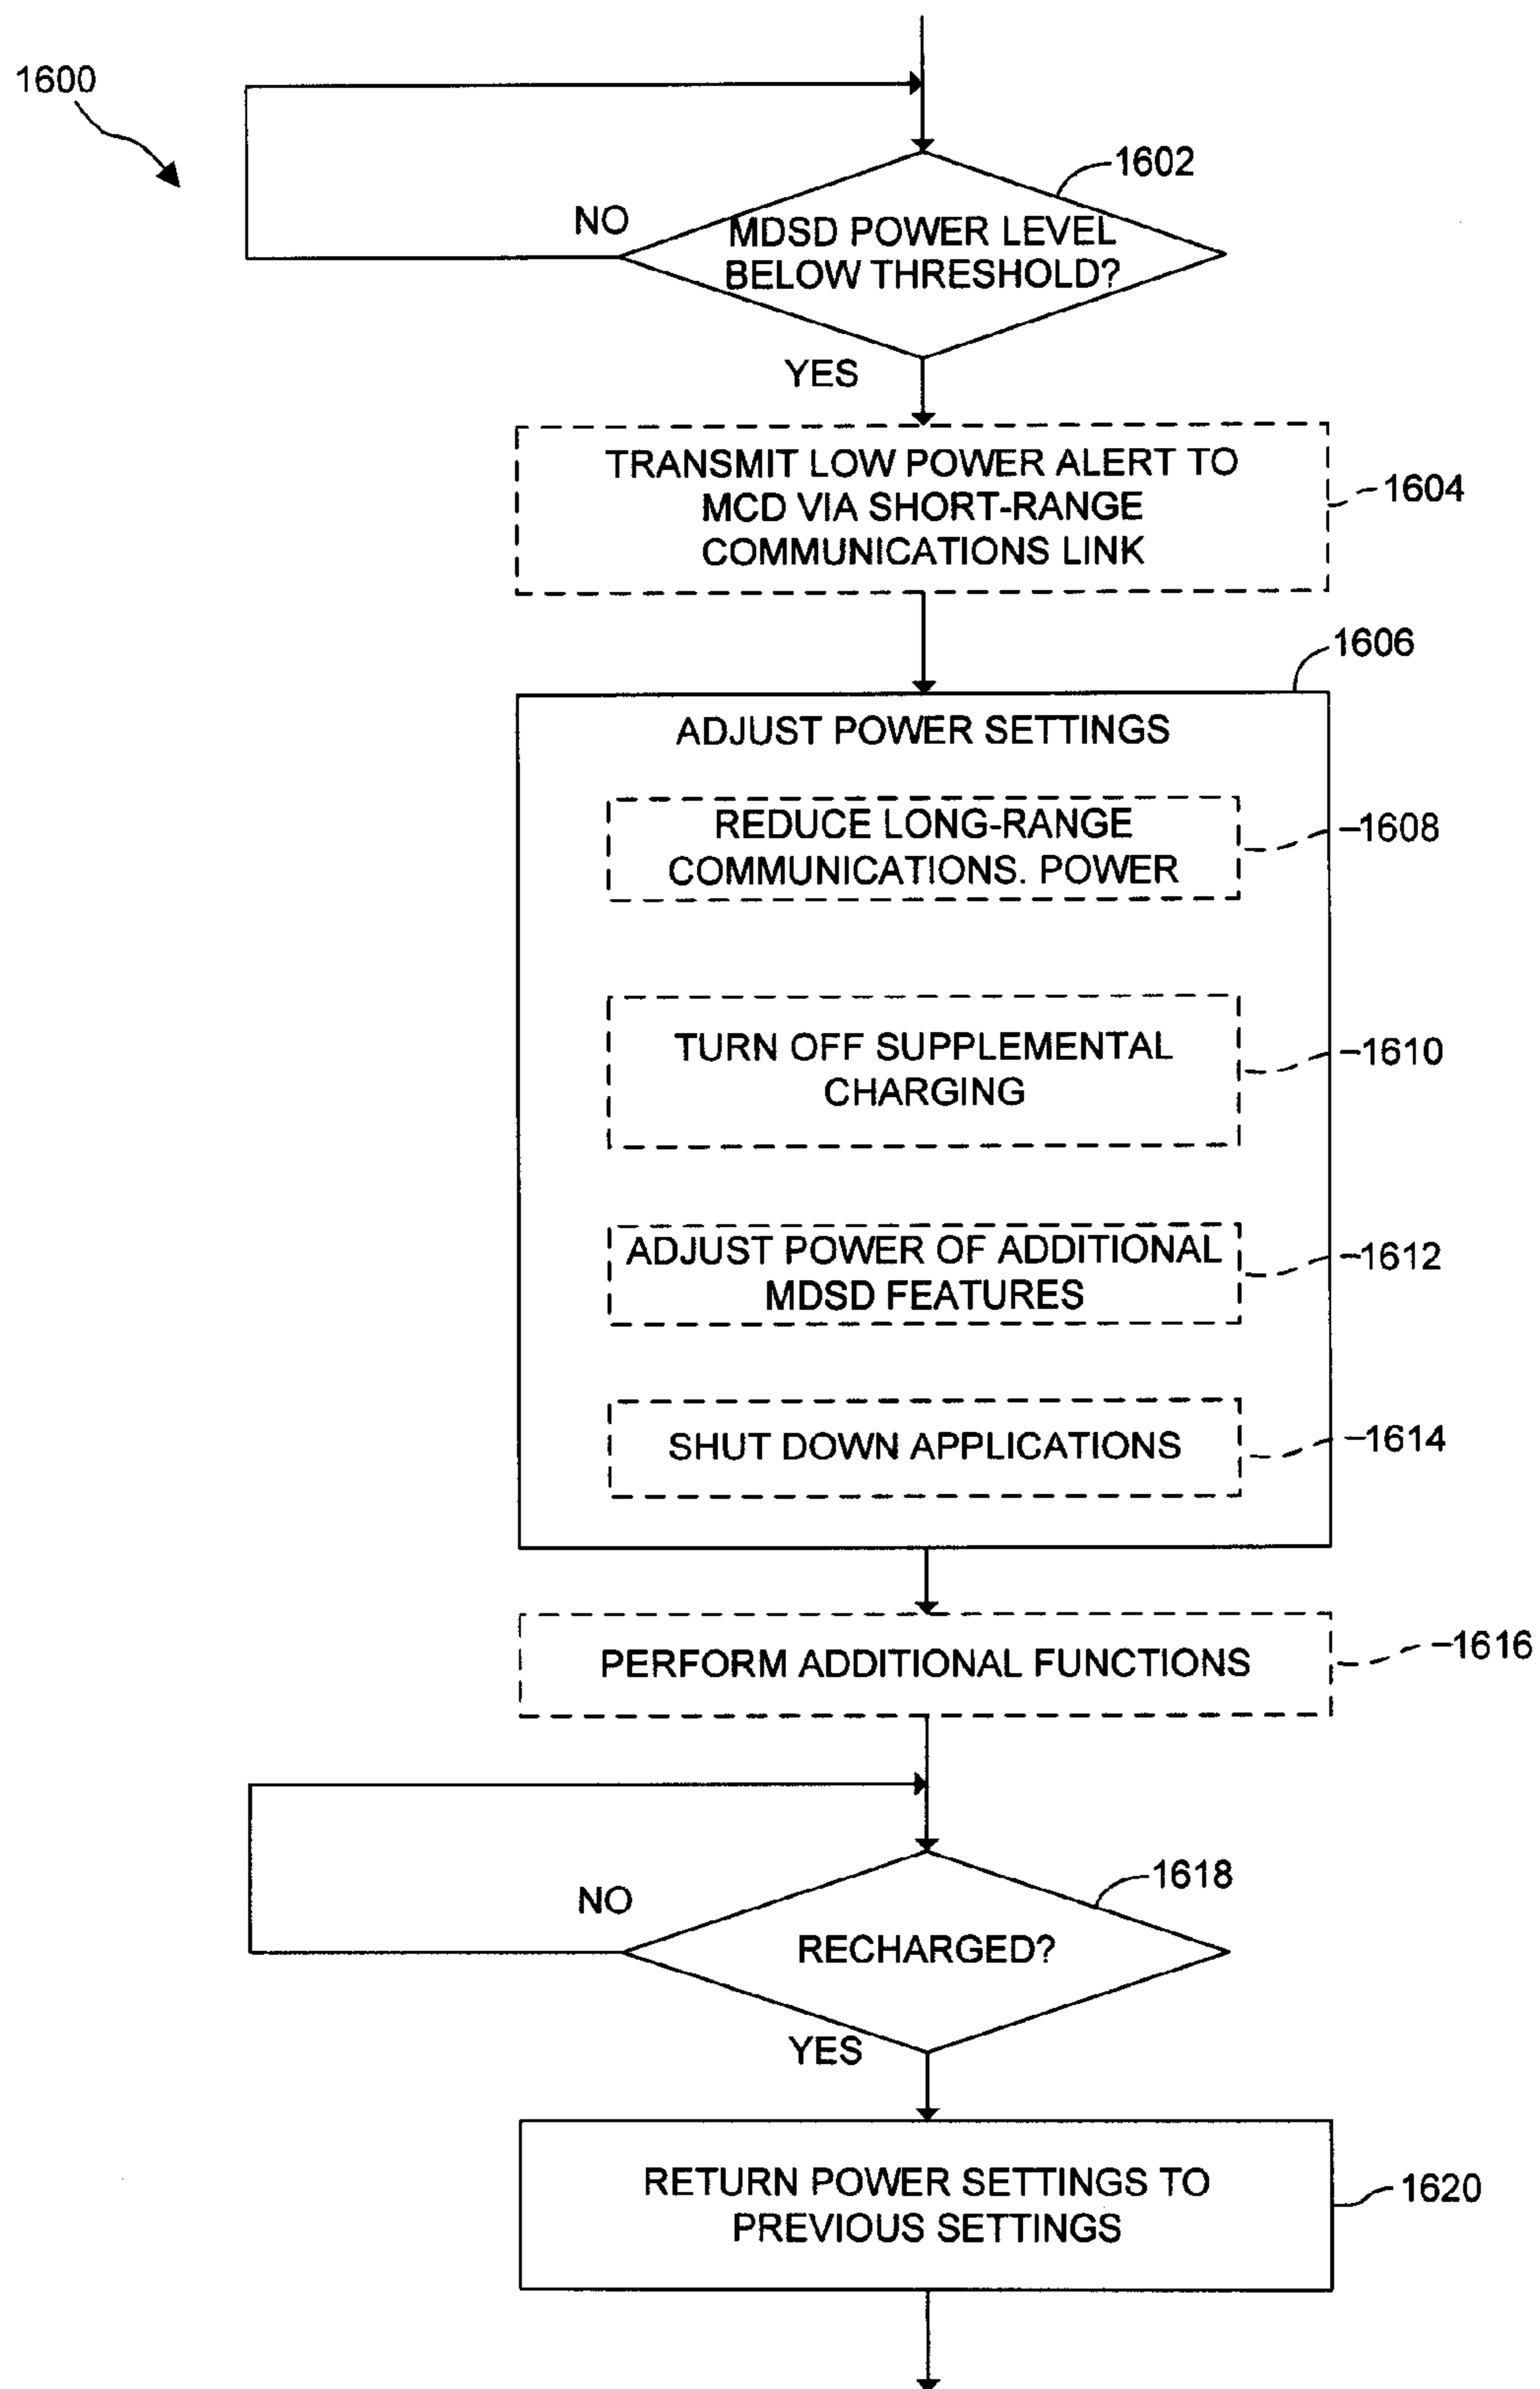 1600
1602
NO
MDSD POWER LEVEL
BELOW THRESHOLD?
YES
TRANSMIT LOW POWER ALERT TO
MCD VIA SHORT-RANGE
COMMUNICATIONS LINK
1604
1606
ADJUST POWER SETTINGS
REDUCE LONG-RANGE
COMMUNICATIONS. POWER
1608
TURN OFF SUPPLEMENTAL
CHARGING
1610
ADJUST POWER OF ADDITIONAL
MDSD FEATURES
1612
SHUT DOWN APPLICATIONS
1614
PERFORM ADDITIONAL FUNCTIONS
1616
1618
NO
RECHARGED?
YES
RETURN POWER SETTINGS TO
PREVIOUS SETTINGS
1620